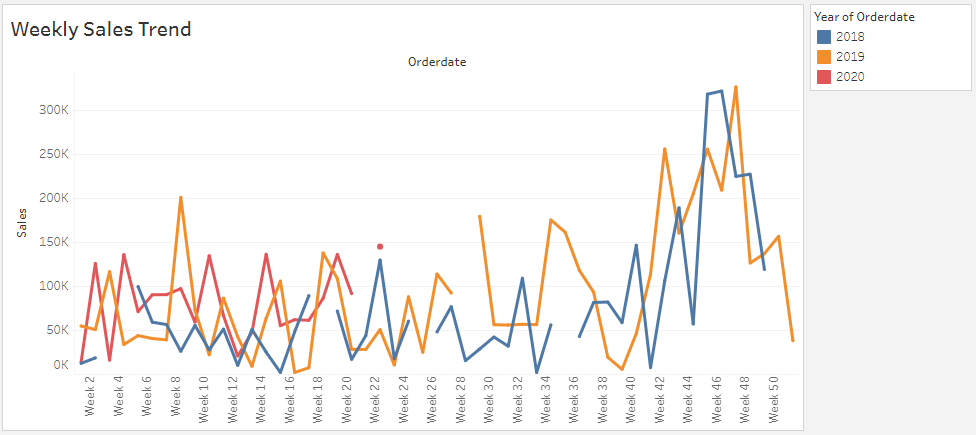 Weekly Sales Trend
Orderdate
Year of Orderdate
2018
2019
2020
Sales
300K
250K
200K
150K
100K
50K
0K
Week 2
Week 4
Week 6
Week 8
Week 10
Week 12
Week 14
Week 16
Week 18
Week 20
Week 22
Week 24
Week 26
Week 28
Week 30
Week 32
Week 34
Week 36
Week 38
Week 40
Week 42
Week 44
Week 46
Week 48
Week 50